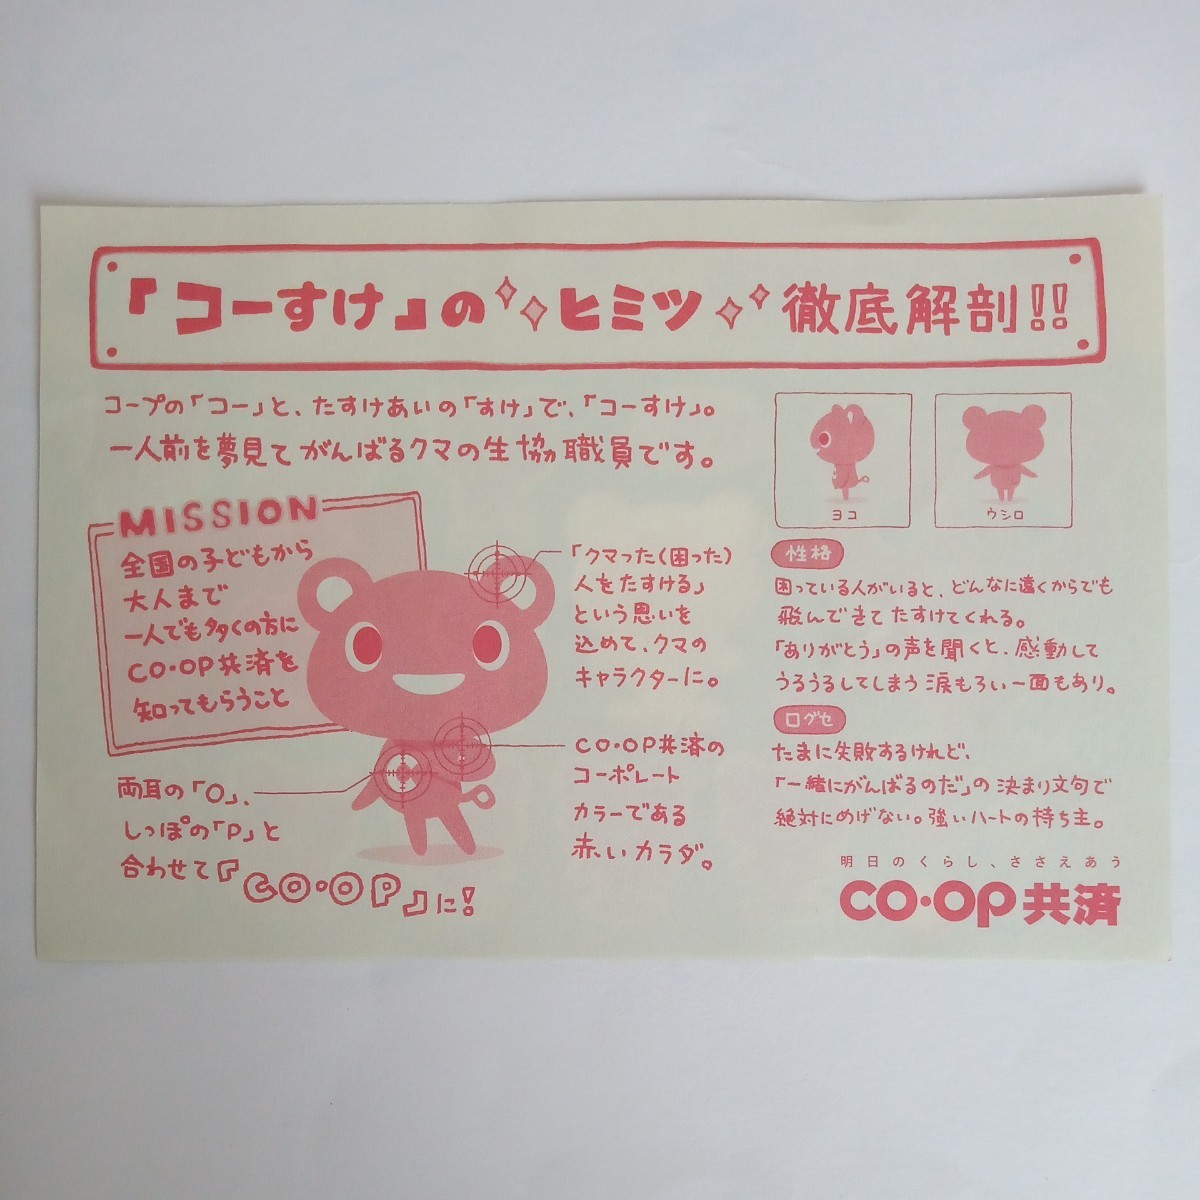 「コーすけ」のヒミツ徹底解剖!!
コープの「コー」と、たすけあいの「すけ」で、「コーすけ」。
一人前を夢見てがんばるクマの生協職員です。
MISSION
全国の子どもから
大人まで
一人でも多くの方に
CO・OP共済を
知ってもらうこと
「クマった(困った)
人をたすける」
という思いを
込めて、クマの
キャラクターに。
両耳の「O」、
しっぽの「P」と
合わせて『CO・OP』に!
CO・OP共済の
コーポレート
カラーである
赤いカラダ。
ヨコ
ウシロ
性格
困っている人がいると、どんなに遠くからでも
飛んできてたすけてくれる。
「ありがとう」の声を聞くと、感動して
うるうるしてしまう涙もろい一面もあり。
口グセ
たまに失敗するけれど、
「一緒にがんばるのだ」の決まり文句で
絶対にめげない。強いハートの持ち主。
明日のくらし、ささえあう
CO・OP共済